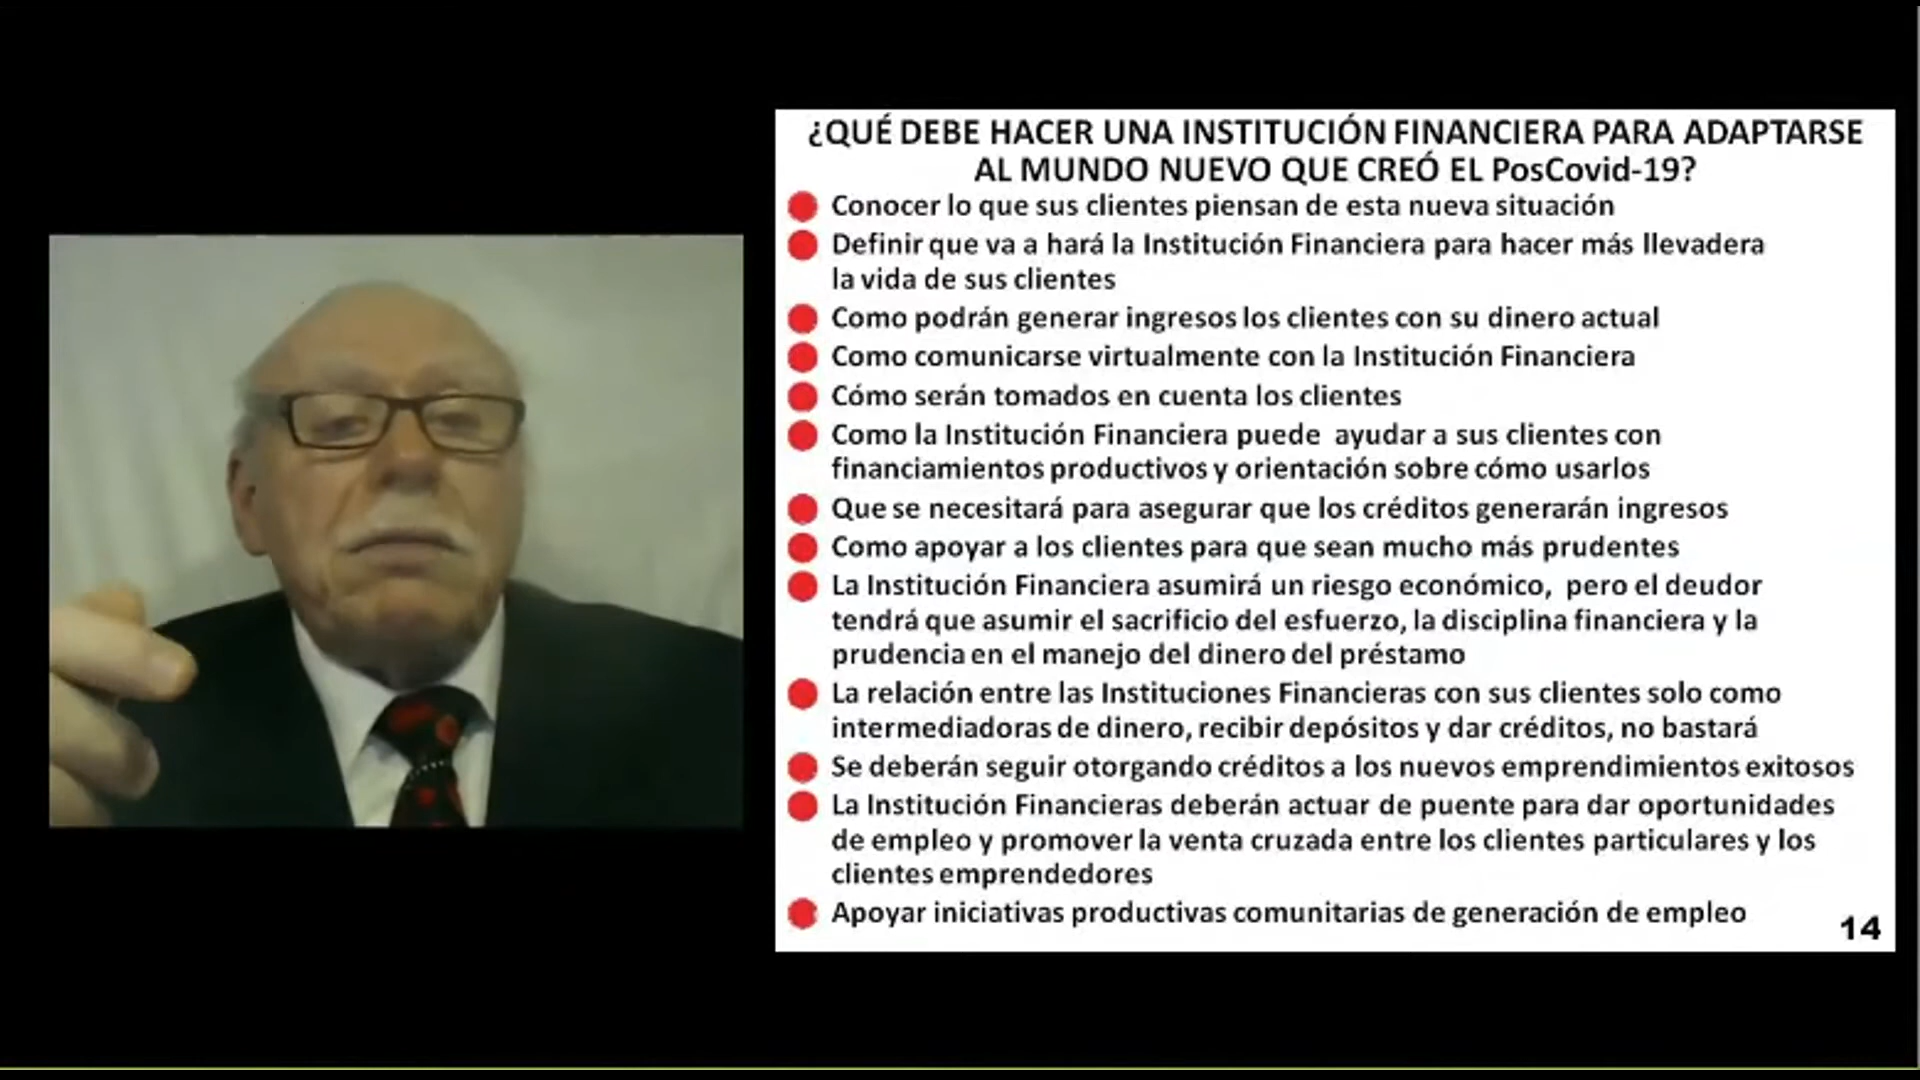 ¿QUÉ DEBE HACER UNA INSTITUCIÓN FINANCIERA PARA ADAPTARSE
AL MUNDO NUEVO QUE CREÓ EL PosCovid-19?
Conocer lo que sus clientes piensan de esta nueva situación
Definir que va a hará la Institución Financiera para hacer más llevadera
la vida de sus clientes
Como podrán generar ingresos los clientes con su dinero actual
Como comunicarse virtualmente con la Institución Financiera
Cómo serán tomados en cuenta los clientes
Como la Institución Financiera puede ayudar a sus clientes con
financiamientos productivos y orientación sobre cómo usarlos
Que se necesitará para asegurar que los créditos generarán ingresos
Como apoyar a los clientes para que sean mucho más prudentes
La Institución Financiera asumirá un riesgo económico, pero el deudor
tendrá que asumir el sacrificio del esfuerzo, la disciplina financiera y la
prudencia en el manejo del dinero del préstamo
La relación entre las Instituciones Financieras con sus clientes solo como
intermediadoras de dinero, recibir depósitos y dar créditos, no bastará
Se deberán seguir otorgando créditos a los nuevos emprendimientos exitosos
La Institución Financieras deberán actuar de puente para dar oportunidades
de empleo y promover la venta cruzada entre los clientes particulares y los
clientes emprendedores
Apoyar iniciativas productivas comunitarias de generación de empleo
14